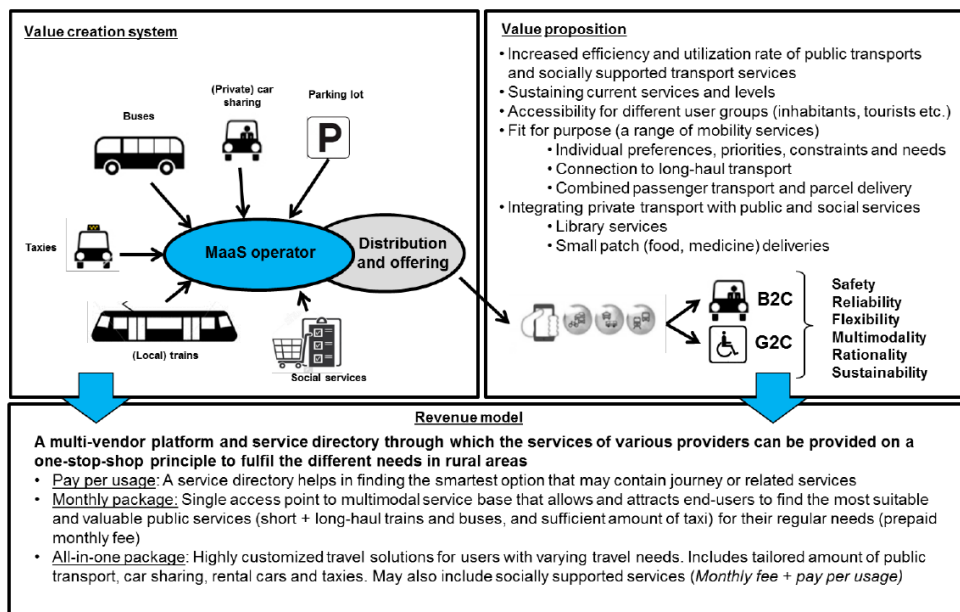 Value creation system
(Private) car
sharing
Parking lot
Buses
P
TAXI
Taxies
MaaS operator
Distribution
and offering
(Local) trains
Social services
Value proposition
• Increased efficiency and utilization rate of public transports
and socially supported transport services
• Sustaining current services and levels
• Accessibility for different user groups (inhabitants, tourists etc.)
• Fit for purpose (a range of mobility services)
• Individual preferences, priorities, constraints and needs
• Connection to long-haul transport
• Combined passenger transport and parcel delivery
• Integrating private transport with public and social services
• Library services
• Small patch (food, medicine) deliveries
B2C
G2C
Safety
Reliability
Flexibility
Multimodality
Rationality
Sustainability
Revenue model
A multi-vendor platform and service directory through which the services of various providers can be provided on a
one-stop-shop principle to fulfil the different needs in rural areas
• Pay per usage: A service directory helps in finding the smartest option that may contain journey or related services
• Monthly package: Single access point to multimodal service base that allows and attracts end-users to find the most suitable
and valuable public services (short + long-haul trains and buses, and sufficient amount of taxi) for their regular needs (prepaid
monthly fee)
• All-in-one package: Highly customized travel solutions for users with varying travel needs. Includes tailored amount of public
transport, car sharing, rental cars and taxies. May also include socially supported services (Monthly fee + pay per usage)